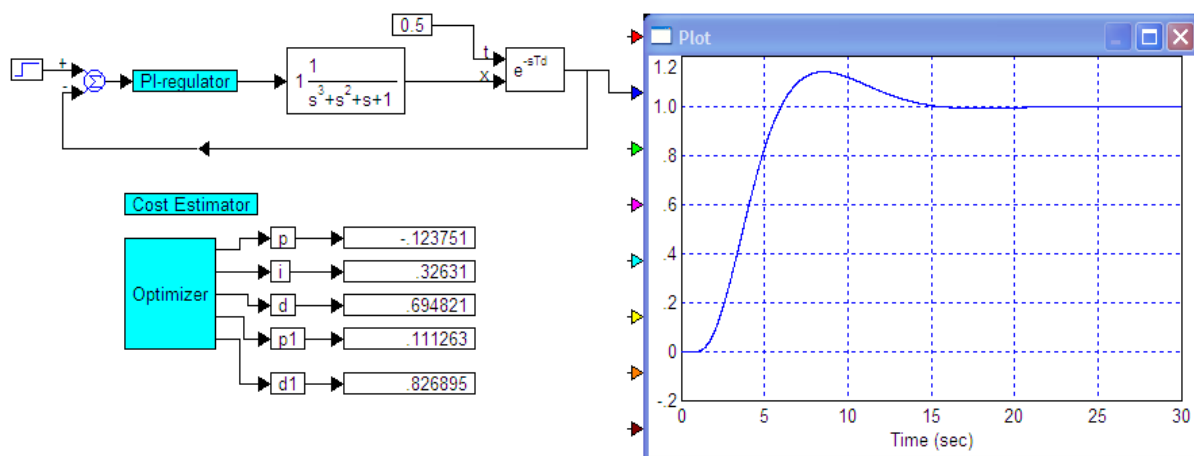 0.5
+
-
Σ
PI-regulator
1 1
s³+s²+s+1
t
x
e^-sTd
Cost Estimator
Optimizer
p
-.123751
i
.32631
d
.694821
p1
.111263
d1
.826895
Plot
1.2
1.0
.8
.6
.4
.2
0
-.2
0 5 10 15 20 25 30
Time (sec)